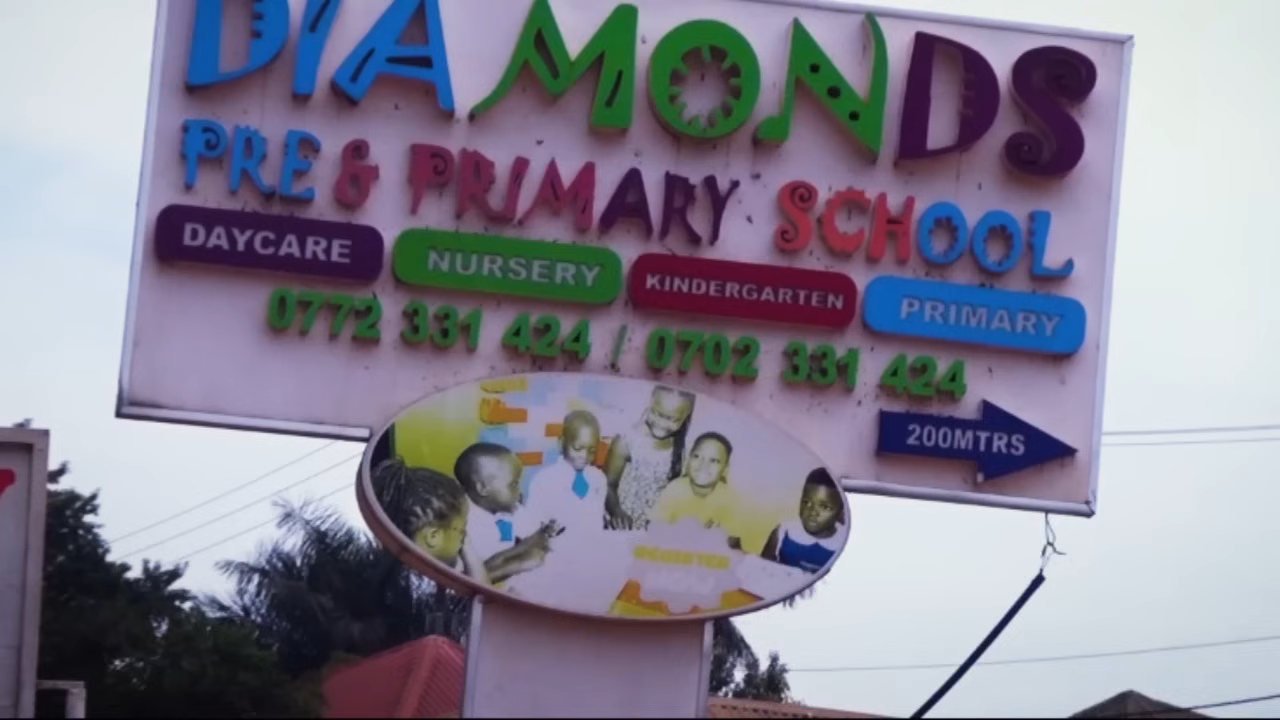 DIAMONDS
PRE & PRIMARY SCHOOL
DAYCARE NURSERY KINDERGARTEN PRIMARY
0772 331 424 / 0702 331 424
200MTRS